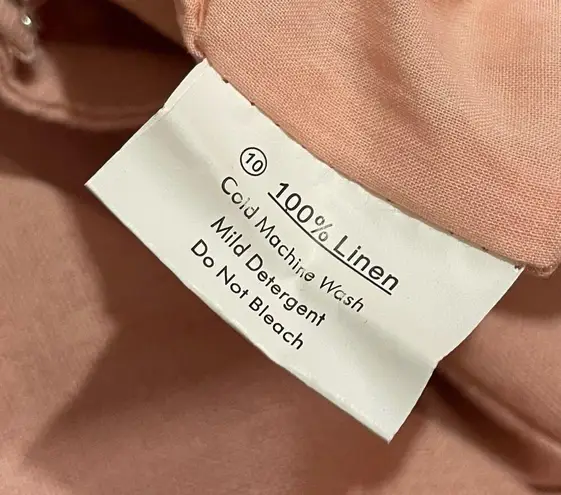 ⑩ 100% Linen
Cold Machine Wash
Mild Detergent
Do Not Bleach